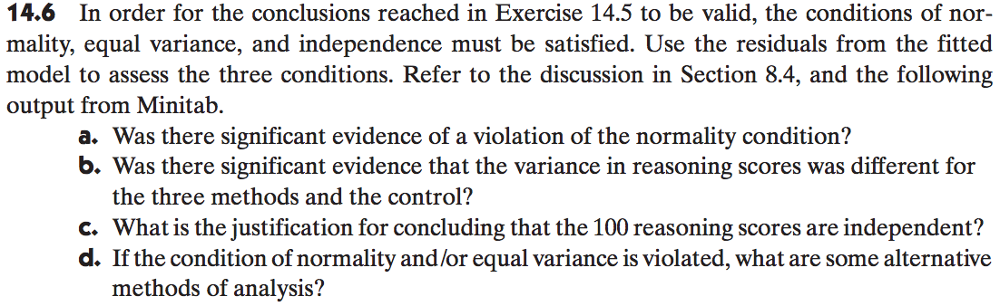 14.6 In order for the conclusions reached in Exercise 14.5 to be valid, the conditions of nor-
mality, equal variance, and independence must be satisfied. Use the residuals from the fitted
model to assess the three conditions. Refer to the discussion in Section 8.4, and the following
output from Minitab.
a. Was there significant evidence of a violation of the normality condition?
b. Was there significant evidence that the variance in reasoning scores was different for
the three methods and the control?
c. What is the justification for concluding that the 100 reasoning scores are independent?
d. If the condition of normality and/or equal variance is violated, what are some alternative
methods of analysis?